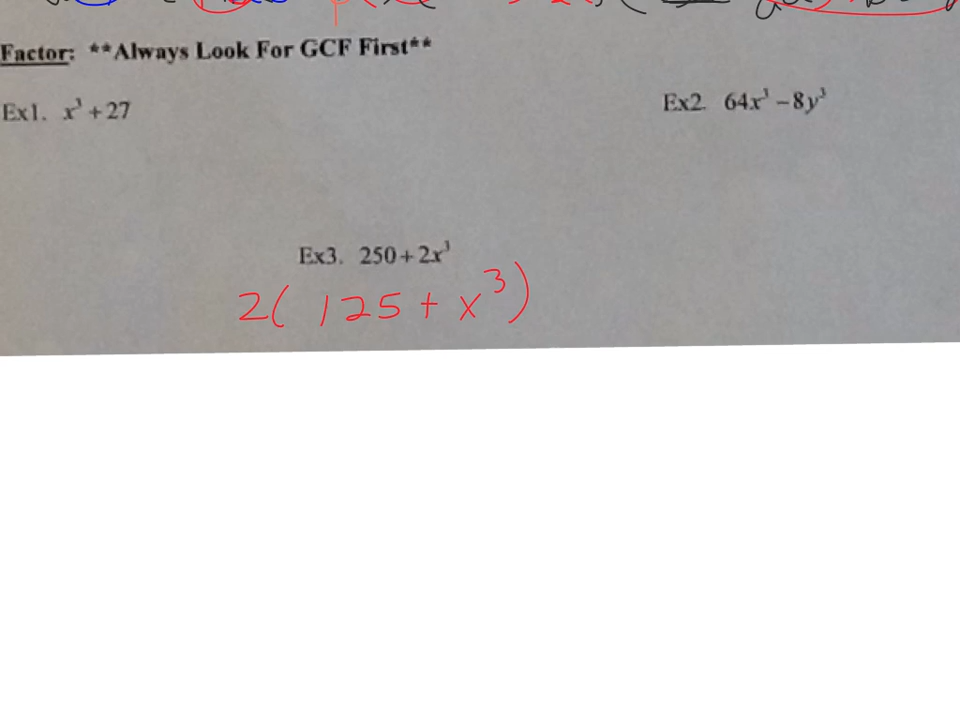 Factor: **Always Look For GCF First**
Ex1. x³ + 27
Ex2. 64x³ – 8y³
Ex3. 250 + 2x³
2( 125 + x³)